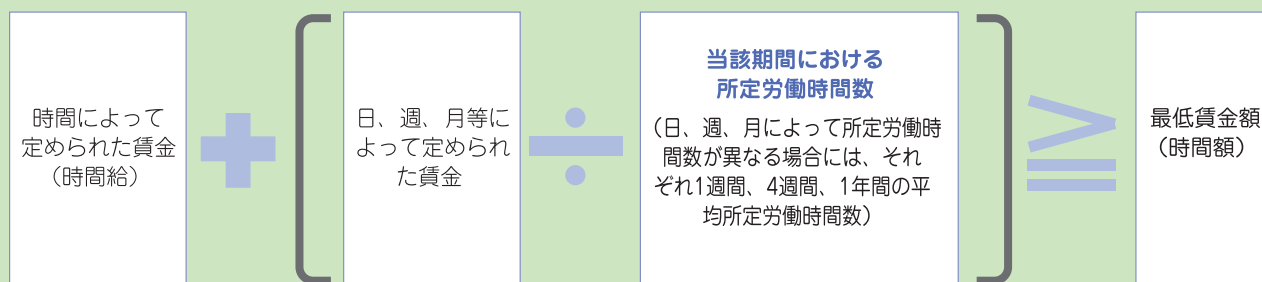 時間によって
定められた賃金
（時間給）
日、週、月等に
よって定められ
た賃金
÷
当該期間における
所定労働時間数
（日、週、月によって所定労働時
間数が異なる場合には、それ
ぞれ1週間、4週間、1年間の平
均所定労働時間数）
≧
最低賃金額
（時間額）